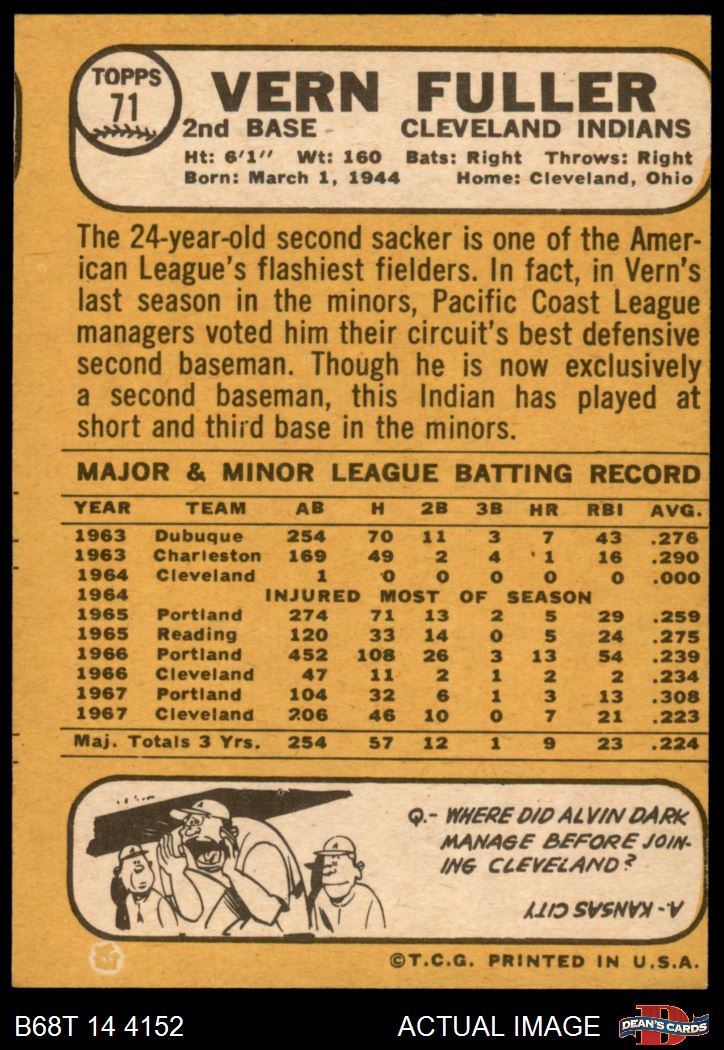 TOPPS
71
VERN FULLER
2nd BASE CLEVELAND INDIANS
Ht: 6'1" Wt: 160 Bats: Right Throws: Right
Born: March 1, 1944 Home: Cleveland, Ohio
The 24-year-old second sacker is one of the Amer-
ican League's flashiest fielders. In fact, in Vern's
last season in the minors, Pacific Coast League
managers voted him their circuit's best defensive
second baseman. Though he is now exclusively
a second baseman, this Indian has played at
short and third base in the minors.
MAJOR & MINOR LEAGUE BATTING RECORD
YEAR TEAM AB H 2B 3B HR RBI AVG.
1963 Dubuque 254 70 11 3 7 43 .276
1963 Charleston 169 49 2 4 1 16 .290
1964 Cleveland 1 0 0 0 0 0 .000
1964 INJURED MOST OF SEASON
1965 Portland 274 71 13 2 5 29 .259
1965 Reading 120 33 14 0 5 24 .275
1966 Portland 452 108 26 3 13 54 .239
1966 Cleveland 47 11 2 1 2 2 .234
1967 Portland 104 32 6 1 3 13 .308
1967 Cleveland 206 46 10 0 7 21 .223
Maj. Totals 3 Yrs. 254 57 12 1 9 23 .224
Q.- WHERE DID ALVIN DARK
MANAGE BEFORE JOIN-
ING CLEVELAND?
A- KANSAS CITY
©T.C.G. PRINTED IN U.S.A.
B68T 14 4152 ACTUAL IMAGE DEAN'S CARDS